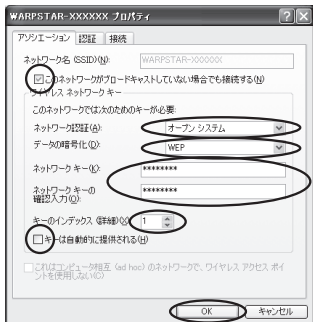 WARPSTAR-XXXXXX プロパティ
アソシエーション 認証 接続
ネットワーク名 (SSID)(N): WARPSTAR-XXXXXX
このネットワークがブロードキャストしていない場合でも接続する(N)
ワイヤレス ネットワーク キー
このネットワークでは次のためのキーが必要:
ネットワーク認証(A): オープン システム
データの暗号化(D): WEP
ネットワーク キー(K): ********
ネットワーク キーの
確認入力(O): ********
キーのインデックス (詳細)(X): 1
キーは自動的に提供される(H)
これはコンピュータ相互 (ad hoc) のネットワークで、ワイヤレス アクセス ポイ
ントを使用しない(C)
OK キャンセル